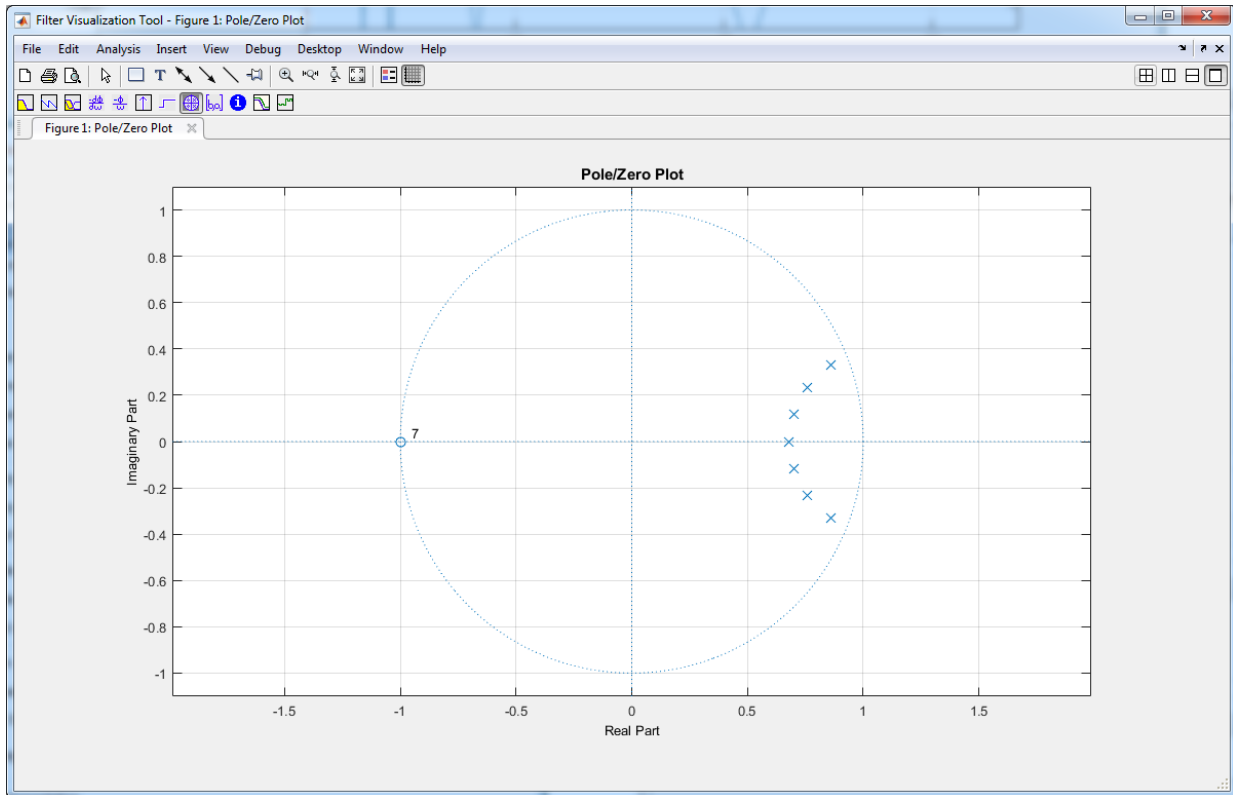 Filter Visualization Tool - Figure 1: Pole/Zero Plot
File Edit Analysis Insert View Debug Desktop Window Help
Figure 1: Pole/Zero Plot
Pole/Zero Plot
1
0.8
0.6
0.4
0.2
0
-0.2
-0.4
-0.6
-0.8
-1
Imaginary Part
7
-1.5 -1 -0.5 0 0.5 1 1.5
Real Part